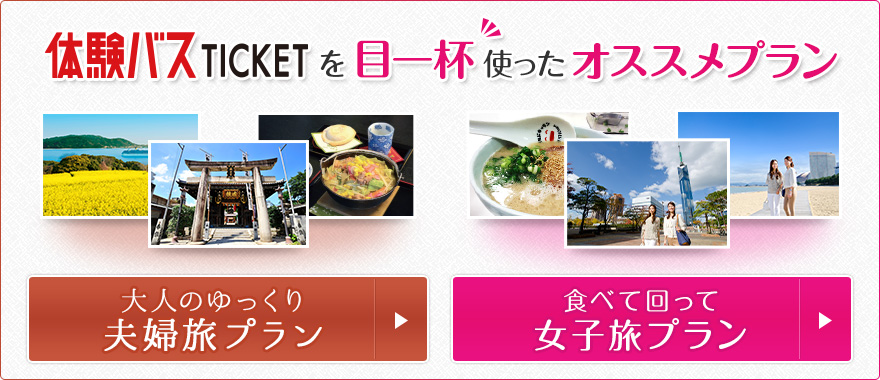 体験バスTICKETを目一杯使ったオススメプラン
大人のゆっくり
夫婦旅プラン
食べて回って
女子旅プラン